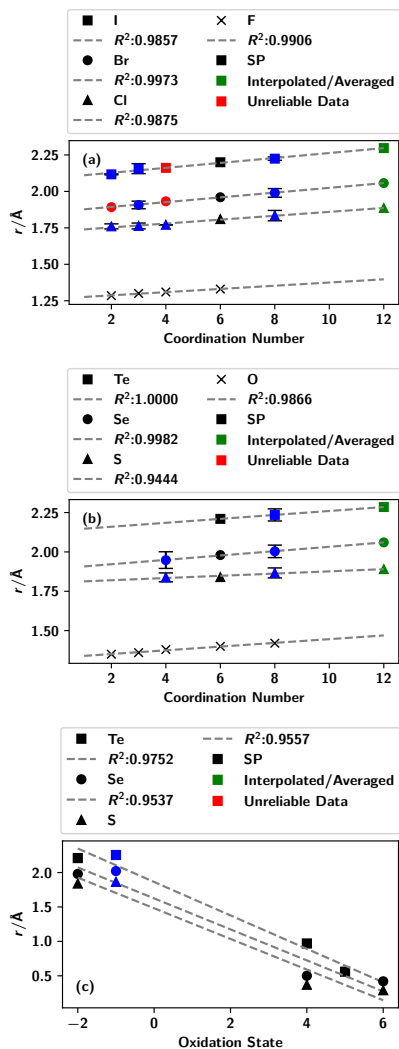 I F
R²:0.9857 R²:0.9906
Br SP
R²:0.9973 Interpolated/Averaged
Cl Unreliable Data
R²:0.9875
(a)
2.25
2.00
1.75
1.50
1.25
r/Å
2 4 6 8 10 12
Coordination Number
Te O
R²:1.0000 R²:0.9866
Se SP
R²:0.9982 Interpolated/Averaged
S Unreliable Data
R²:0.9444
(b)
2.25
2.00
1.75
1.50
r/Å
2 4 6 8 10 12
Coordination Number
Te R²:0.9557
R²:0.9752 SP
Se Interpolated/Averaged
R²:0.9537 Unreliable Data
S
2.0
1.5
1.0
0.5
r/Å
(c)
−2 0 2 4 6
Oxidation State